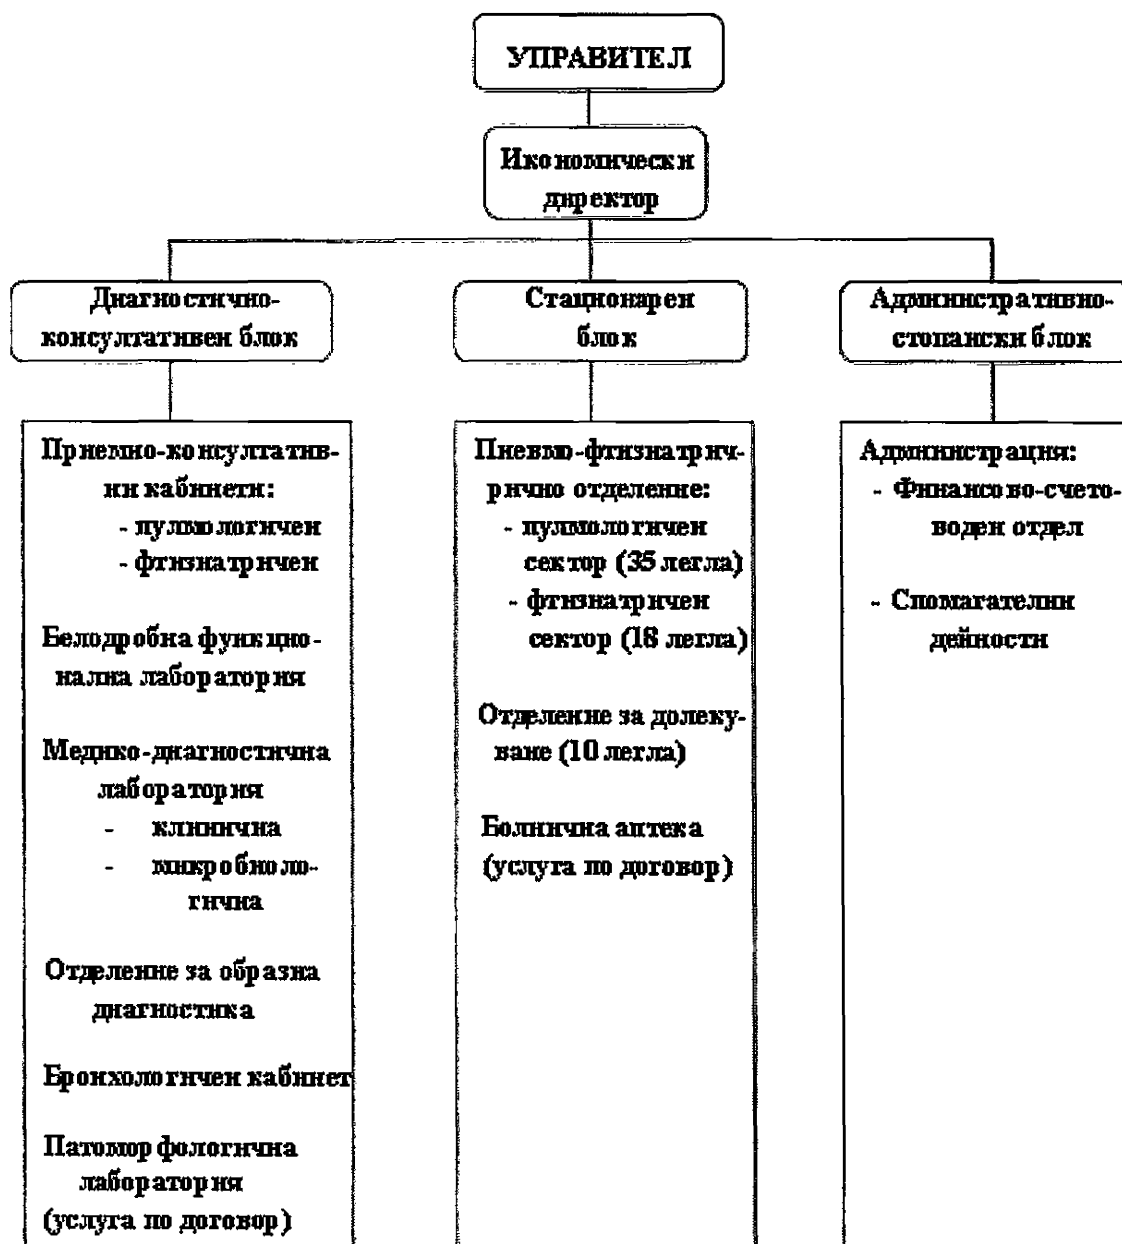 УПРАВИТЕЛ
Икономически
директор
Диагностично-
консултативен блок
Стационарен
блок
Административно-
стопански блок
Приемно-консултатив-
ни кабинети:
- пулмологичен
- фтизиатричен
Белодробна функцио-
нална лаборатория
Медико-диагностична
лаборатория
- клинична
- микробиоло-
гична
Отделение за образна
диагностика
Бронхологичен кабинет
Патоморфологична
лаборатория
(услуга по договор)
Пневмо-фтизиатрич-
рично отделение:
- пулмологичен
сектор (35 легла)
- фтизиатричен
сектор (18 легла)
Отделение за долеку-
ване (10 легла)
Болнична аптека
(услуга по договор)
Администрация:
- Финансово-счето-
воден отдел
- Спомагателни
дейности